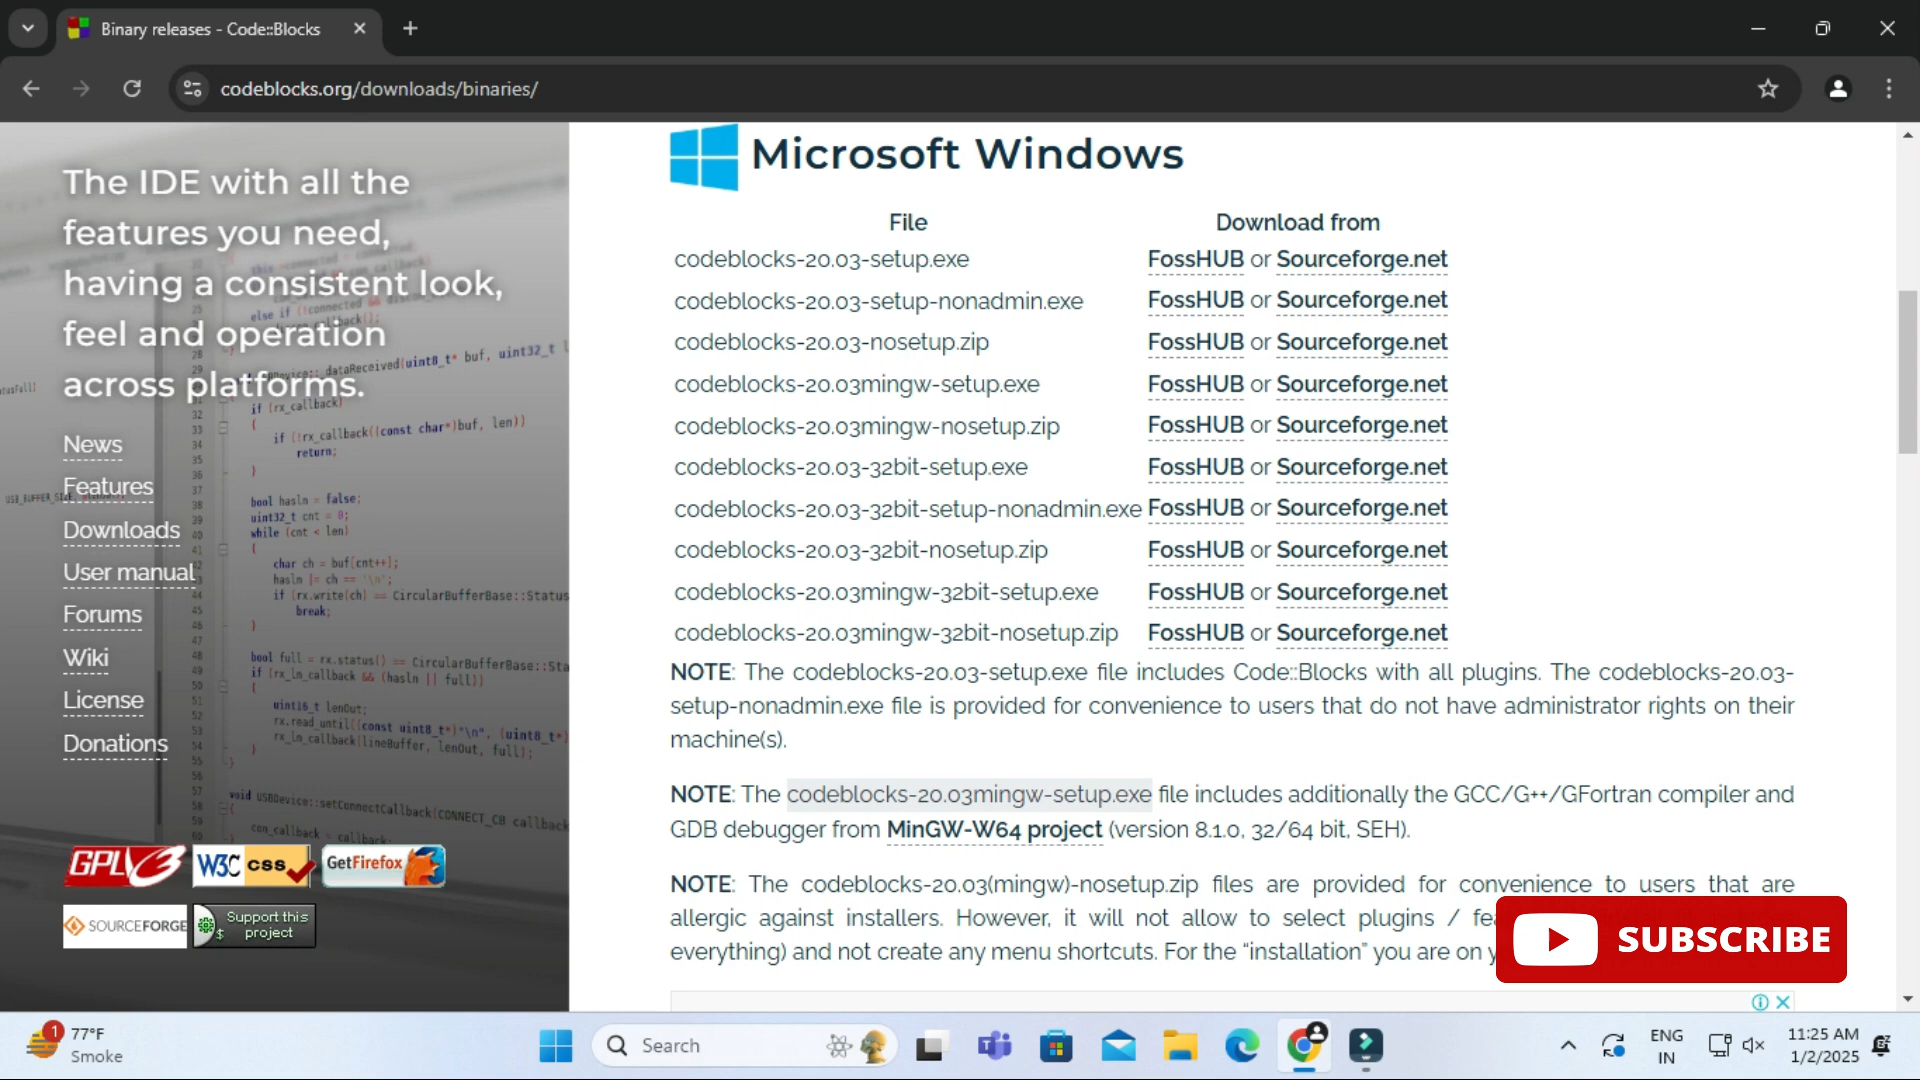 Binary releases - Code::Blocks
codeblocks.org/downloads/binaries/
The IDE with all the
features you need,
having a consistent look,
feel and operation
across platforms.
News
Features
Downloads
User manual
Forums
Wiki
License
Donations
GPL v3
W3C css
GetFirefox
SOURCEFORGE
$ Support this
project
Microsoft Windows
File Download from
codeblocks-20.03-setup.exe FossHUB or Sourceforge.net
codeblocks-20.03-setup-nonadmin.exe FossHUB or Sourceforge.net
codeblocks-20.03-nosetup.zip FossHUB or Sourceforge.net
codeblocks-20.03mingw-setup.exe FossHUB or Sourceforge.net
codeblocks-20.03mingw-nosetup.zip FossHUB or Sourceforge.net
codeblocks-20.03-32bit-setup.exe FossHUB or Sourceforge.net
codeblocks-20.03-32bit-setup-nonadmin.exe FossHUB or Sourceforge.net
codeblocks-20.03-32bit-nosetup.zip FossHUB or Sourceforge.net
codeblocks-20.03mingw-32bit-setup.exe FossHUB or Sourceforge.net
codeblocks-20.03mingw-32bit-nosetup.zip FossHUB or Sourceforge.net
NOTE: The codeblocks-20.03-setup.exe file includes Code::Blocks with all plugins. The codeblocks-20.03-
setup-nonadmin.exe file is provided for convenience to users that do not have administrator rights on their
machine(s).
NOTE: The codeblocks-20.03mingw-setup.exe file includes additionally the GCC/G++/GFortran compiler and
GDB debugger from MinGW-W64 project (version 8.1.0, 32/64 bit, SEH).
NOTE: The codeblocks-20.03(mingw)-nosetup.zip files are provided for convenience to users that are
allergic against installers. However, it will not allow to select plugins /
everything) and not create any menu shortcuts. For the “installation” you are on
SUBSCRIBE
1
77°F
Smoke
Search
ENG
IN
11:25 AM
1/2/2025